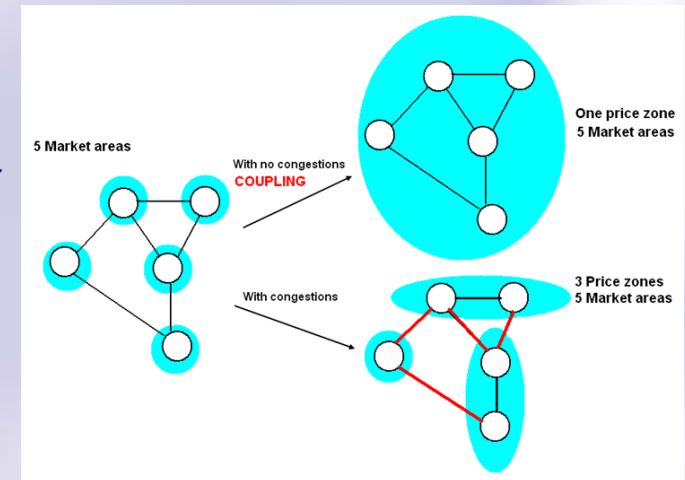 5 Market areas
With no congestions
COUPLING
One price zone
5 Market areas
With congestions
3 Price zones
5 Market areas